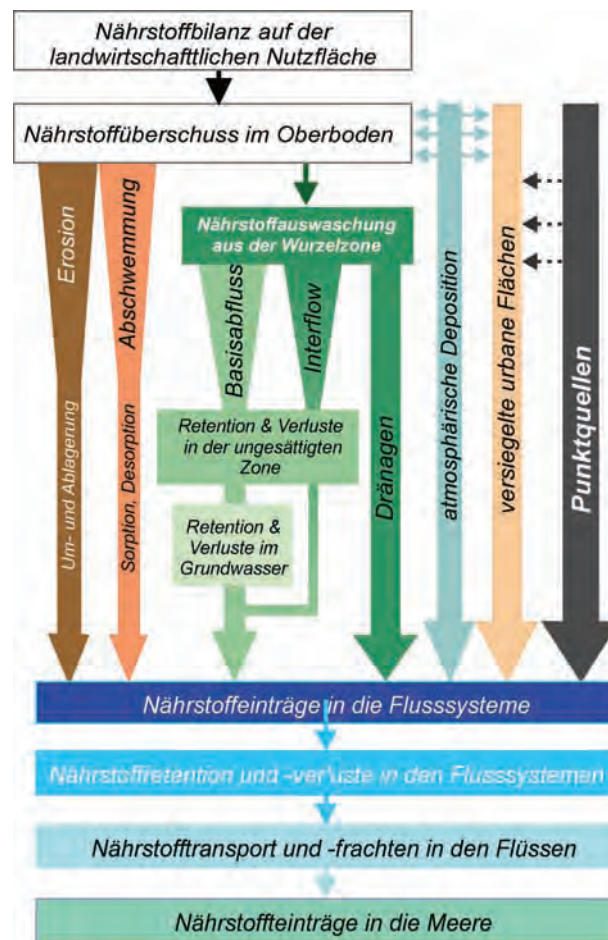 Nährstoffbilanz auf der
landwirtschafttlichen Nutzfläche
Nährstoffüberschuss im Oberboden
Erosion
Um- und Ablagerung
Abschwemmung
Sorption, Desorption
Nährstoffauswaschung
aus der Wurzelzone
Basisabfluss
Interflow
Retention & Verluste
in der ungesättigten
Zone
Retention &
Verluste im
Grundwasser
Dränagen
atmosphärische Deposition
versiegelte urbane Flächen
Punktquellen
Nährstoffeinträge in die Flusssysteme
Nährstoffretention und -verluste in den Flusssystemen
Nährstofftransport und -frachten in den Flüssen
Nährstoffteinträge in die Meere